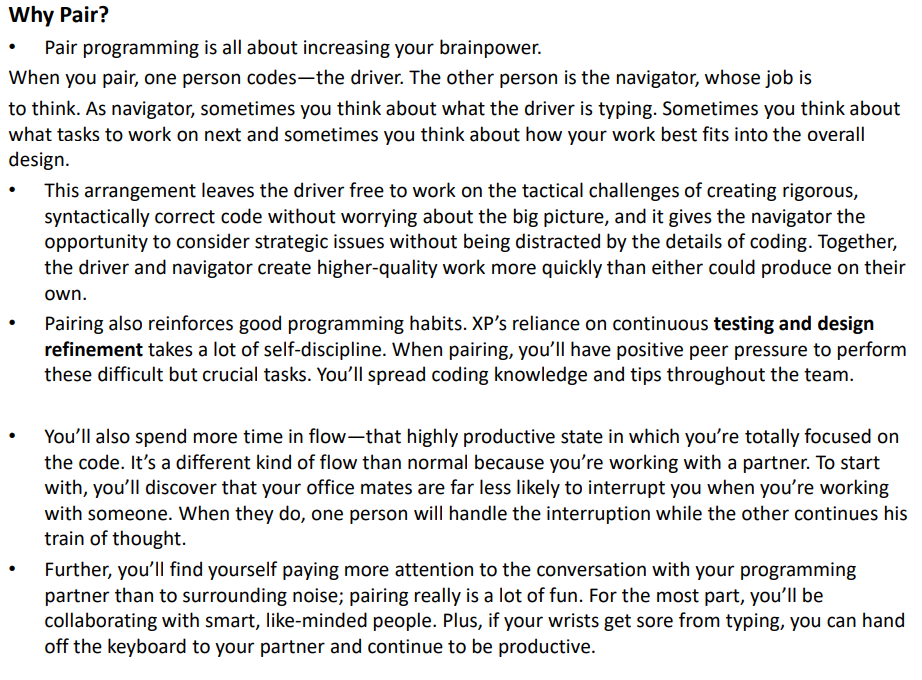 Why Pair?
• Pair programming is all about increasing your brainpower.
When you pair, one person codes—the driver. The other person is the navigator, whose job is
to think. As navigator, sometimes you think about what the driver is typing. Sometimes you think about
what tasks to work on next and sometimes you think about how your work best fits into the overall
design.
• This arrangement leaves the driver free to work on the tactical challenges of creating rigorous,
syntactically correct code without worrying about the big picture, and it gives the navigator the
opportunity to consider strategic issues without being distracted by the details of coding. Together,
the driver and navigator create higher-quality work more quickly than either could produce on their
own.
• Pairing also reinforces good programming habits. XP’s reliance on continuous testing and design
refinement takes a lot of self-discipline. When pairing, you’ll have positive peer pressure to perform
these difficult but crucial tasks. You’ll spread coding knowledge and tips throughout the team.
• You’ll also spend more time in flow—that highly productive state in which you’re totally focused on
the code. It’s a different kind of flow than normal because you’re working with a partner. To start
with, you’ll discover that your office mates are far less likely to interrupt you when you’re working
with someone. When they do, one person will handle the interruption while the other continues his
train of thought.
• Further, you’ll find yourself paying more attention to the conversation with your programming
partner than to surrounding noise; pairing really is a lot of fun. For the most part, you’ll be
collaborating with smart, like-minded people. Plus, if your wrists get sore from typing, you can hand
off the keyboard to your partner and continue to be productive.